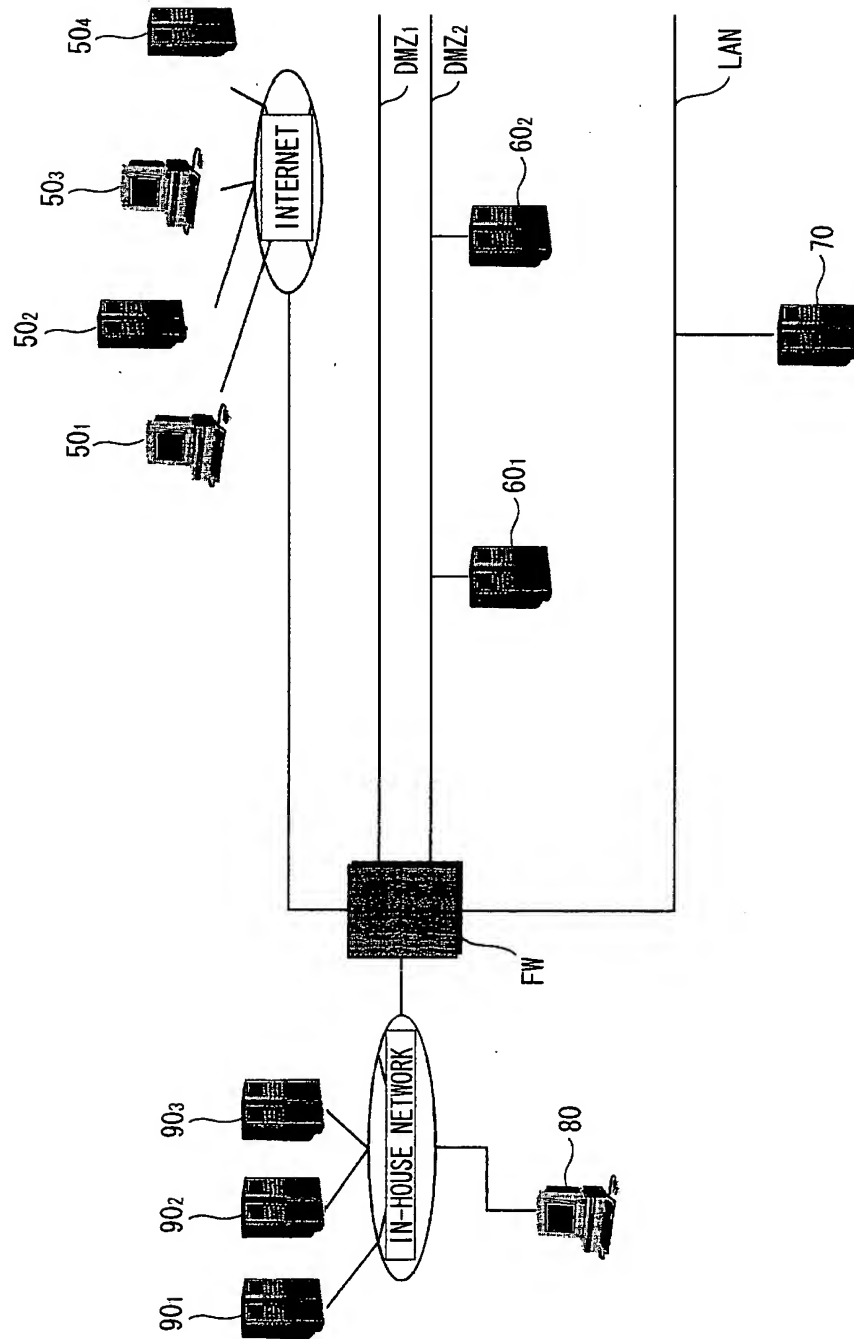 90₁
90₂
90₃
IN-HOUSE NETWORK
80
FW
50₁
50₂
50₃
50₄
INTERNET
DMZ₁
DMZ₂
60₁
60₂
LAN
70